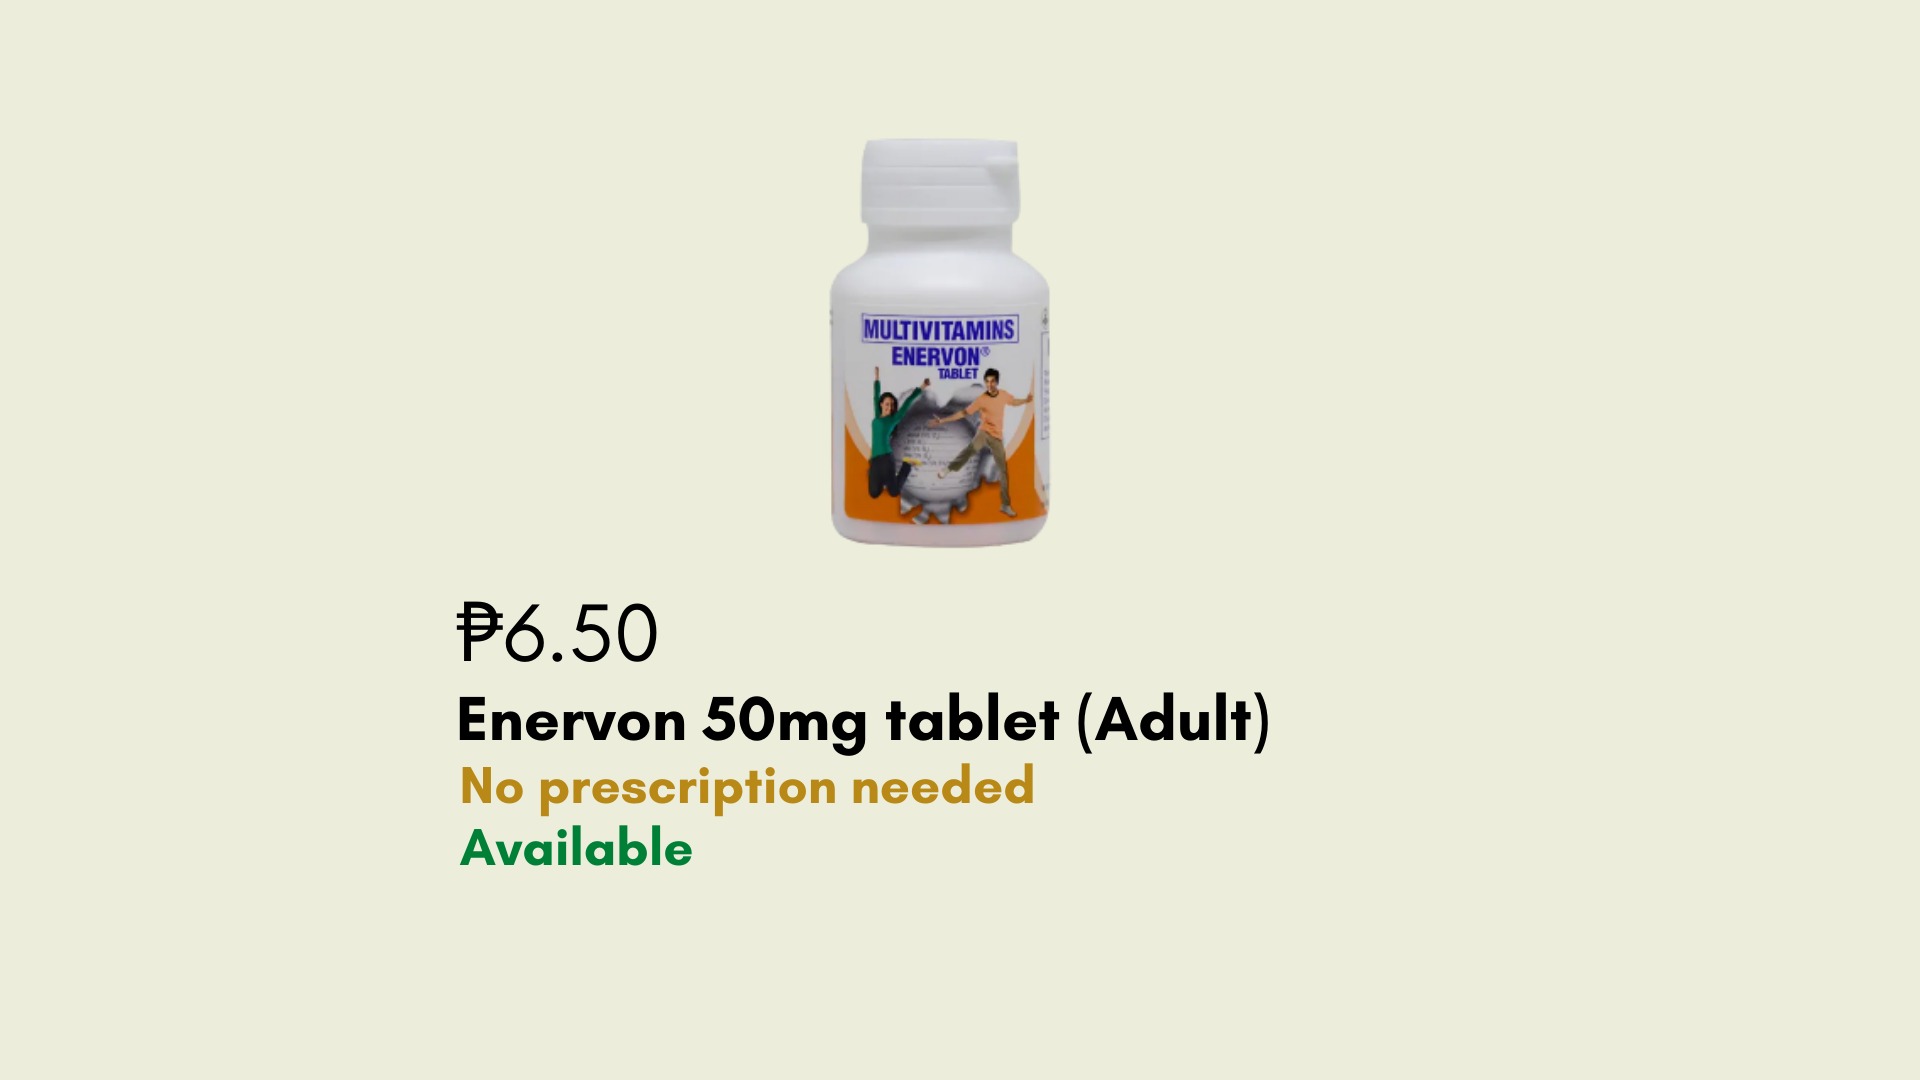 MULTIVITAMINS
ENERVON®
TABLET
₱6.50
Enervon 50mg tablet (Adult)
No prescription needed
Available